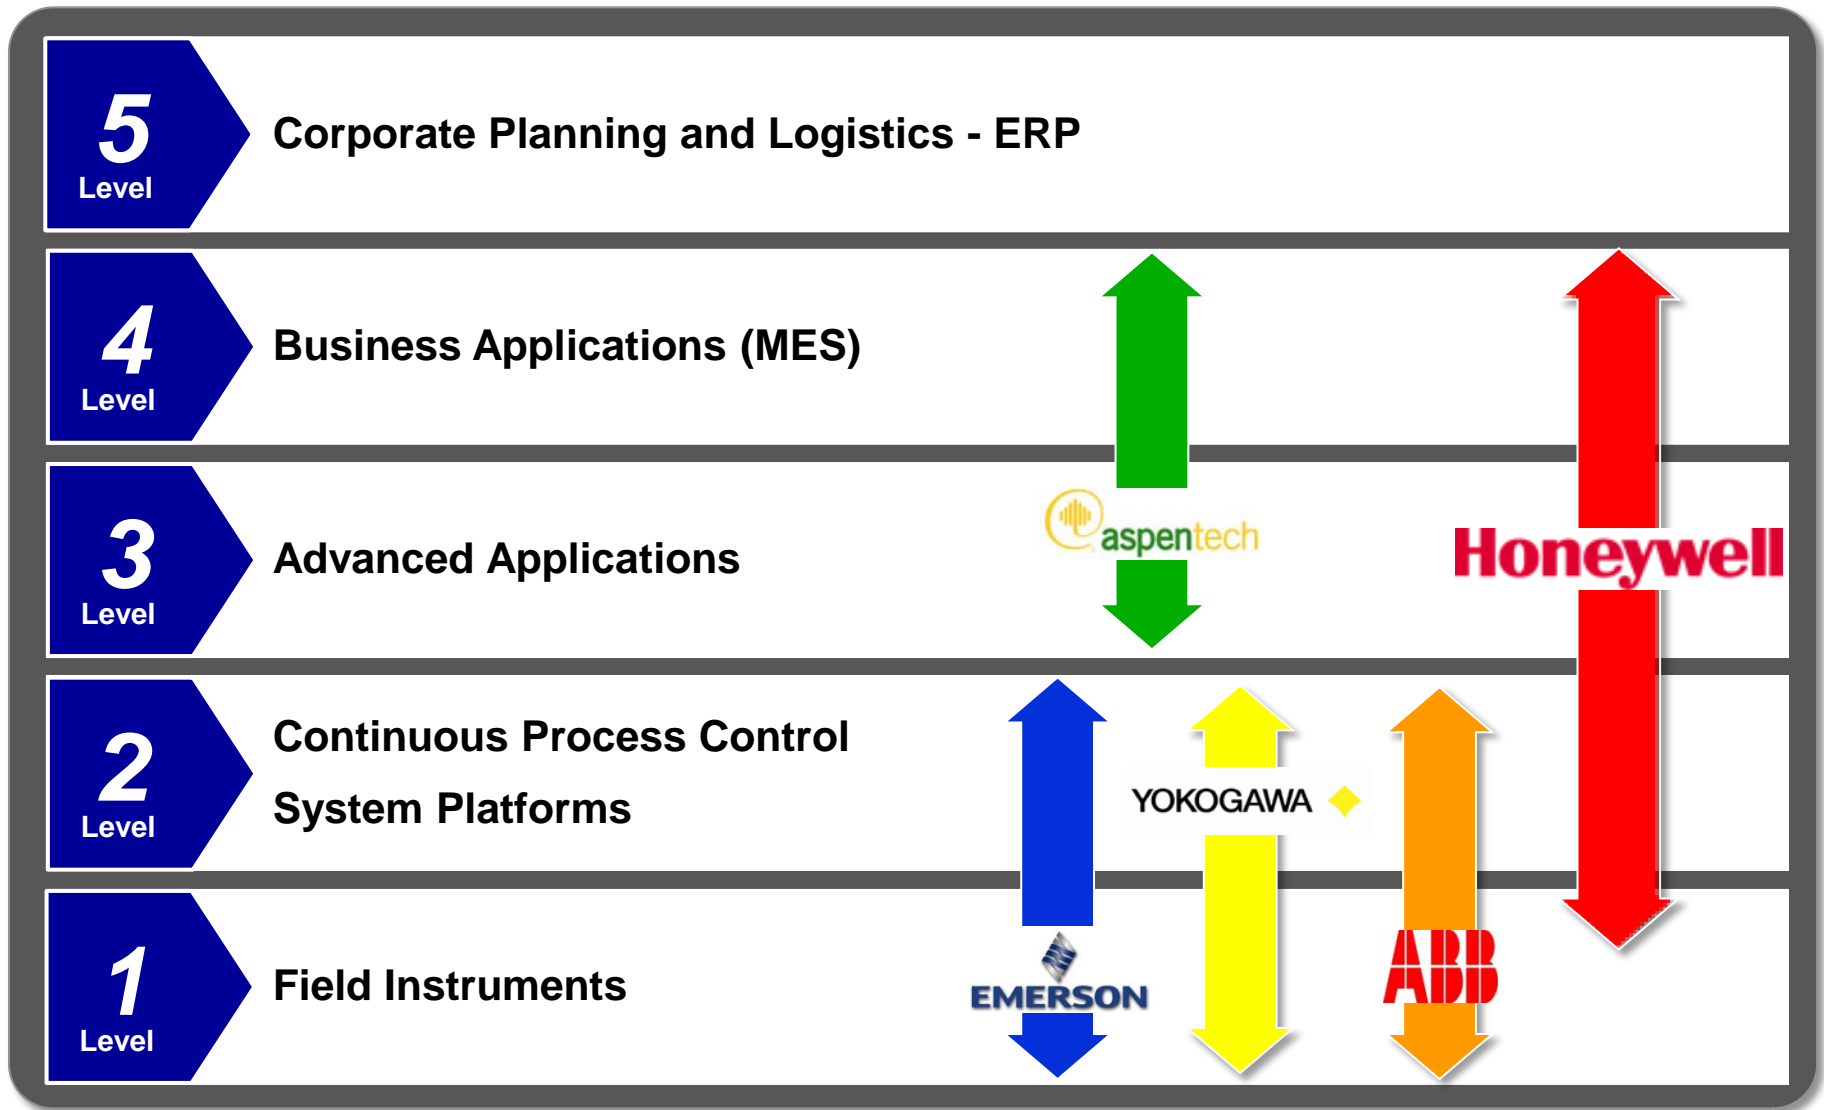 5
Level
Corporate Planning and Logistics - ERP
4
Level
Business Applications (MES)
3
Level
Advanced Applications
aspentech
Honeywell
2
Level
Continuous Process Control
System Platforms
YOKOGAWA
1
Level
Field Instruments
EMERSON
ABB